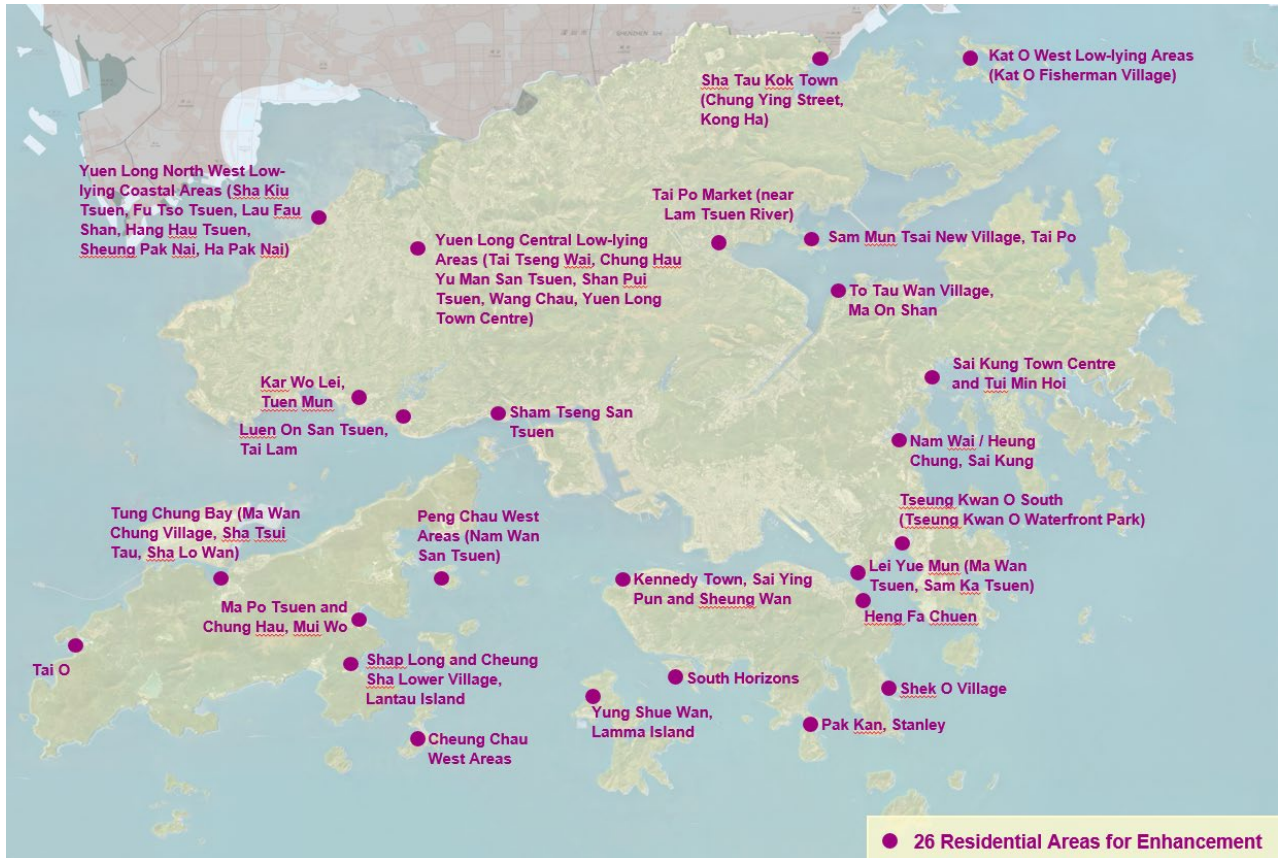 Kat O West Low-lying Areas
(Kat O Fisherman Village)
Sha Tau Kok Town
(Chung Ying Street,
Kong Ha)
Yuen Long North West Low-
lying Coastal Areas (Sha Kiu
Tsuen, Fu Tso Tsuen, Lau Fau
Shan, Hang Hau Tsuen,
Sheung Pak Nai, Ha Pak Nai)
Tai Po Market (near
Lam Tsuen River)
Yuen Long Central Low-lying
Areas (Tai Tseng Wai, Chung Hau
Yu Man San Tsuen, Shan Pui
Tsuen, Wang Chau, Yuen Long
Town Centre)
Sam Mun Tsai New Village, Tai Po
To Tau Wan Village,
Ma On Shan
Sai Kung Town Centre
and Tui Min Hoi
Kar Wo Lei,
Tuen Mun
Luen On San Tsuen,
Tai Lam
Sham Tseng San
Tsuen
Nam Wai / Heung
Chung, Sai Kung
Tseung Kwan O South
(Tseung Kwan O Waterfront Park)
Tung Chung Bay (Ma Wan
Chung Village, Sha Tsui
Tau, Sha Lo Wan)
Peng Chau West
Areas (Nam Wan
San Tsuen)
Kennedy Town, Sai Ying
Pun and Sheung Wan
Lei Yue Mun (Ma Wan
Tsuen, Sam Ka Tsuen)
Heng Fa Chuen
Ma Po Tsuen and
Chung Hau, Mui Wo
Tai O
Shap Long and Cheung
Sha Lower Village,
Lantau Island
South Horizons
Shek O Village
Yung Shue Wan,
Lamma Island
Pak Kan, Stanley
Cheung Chau
West Areas
26 Residential Areas for Enhancement